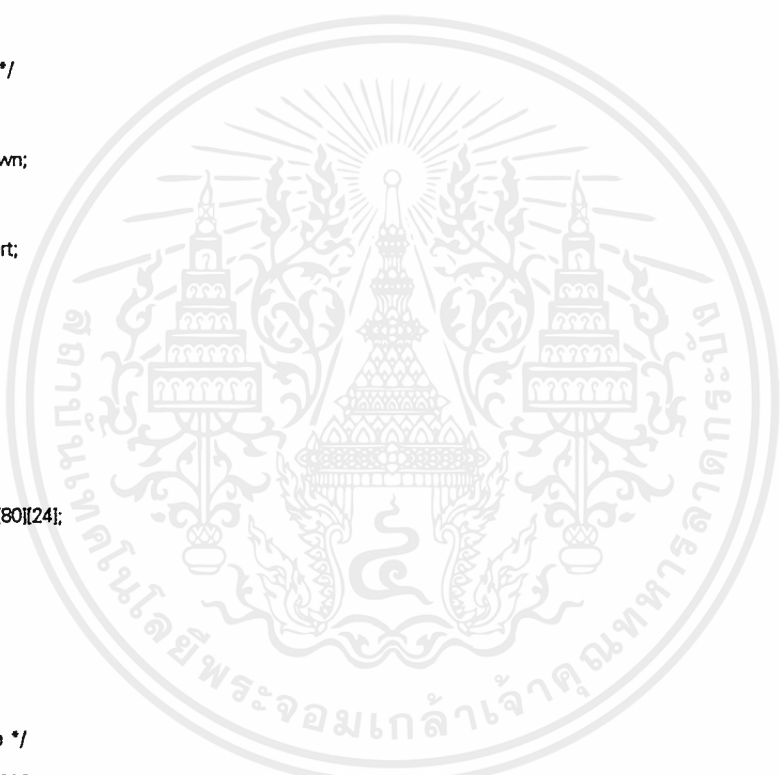 */
wn;
rt;
[80][24];
สถาบันเทคโนโลยีพระจอมเกล้าเจ้าคุณทหารลาดกระบัง
*/